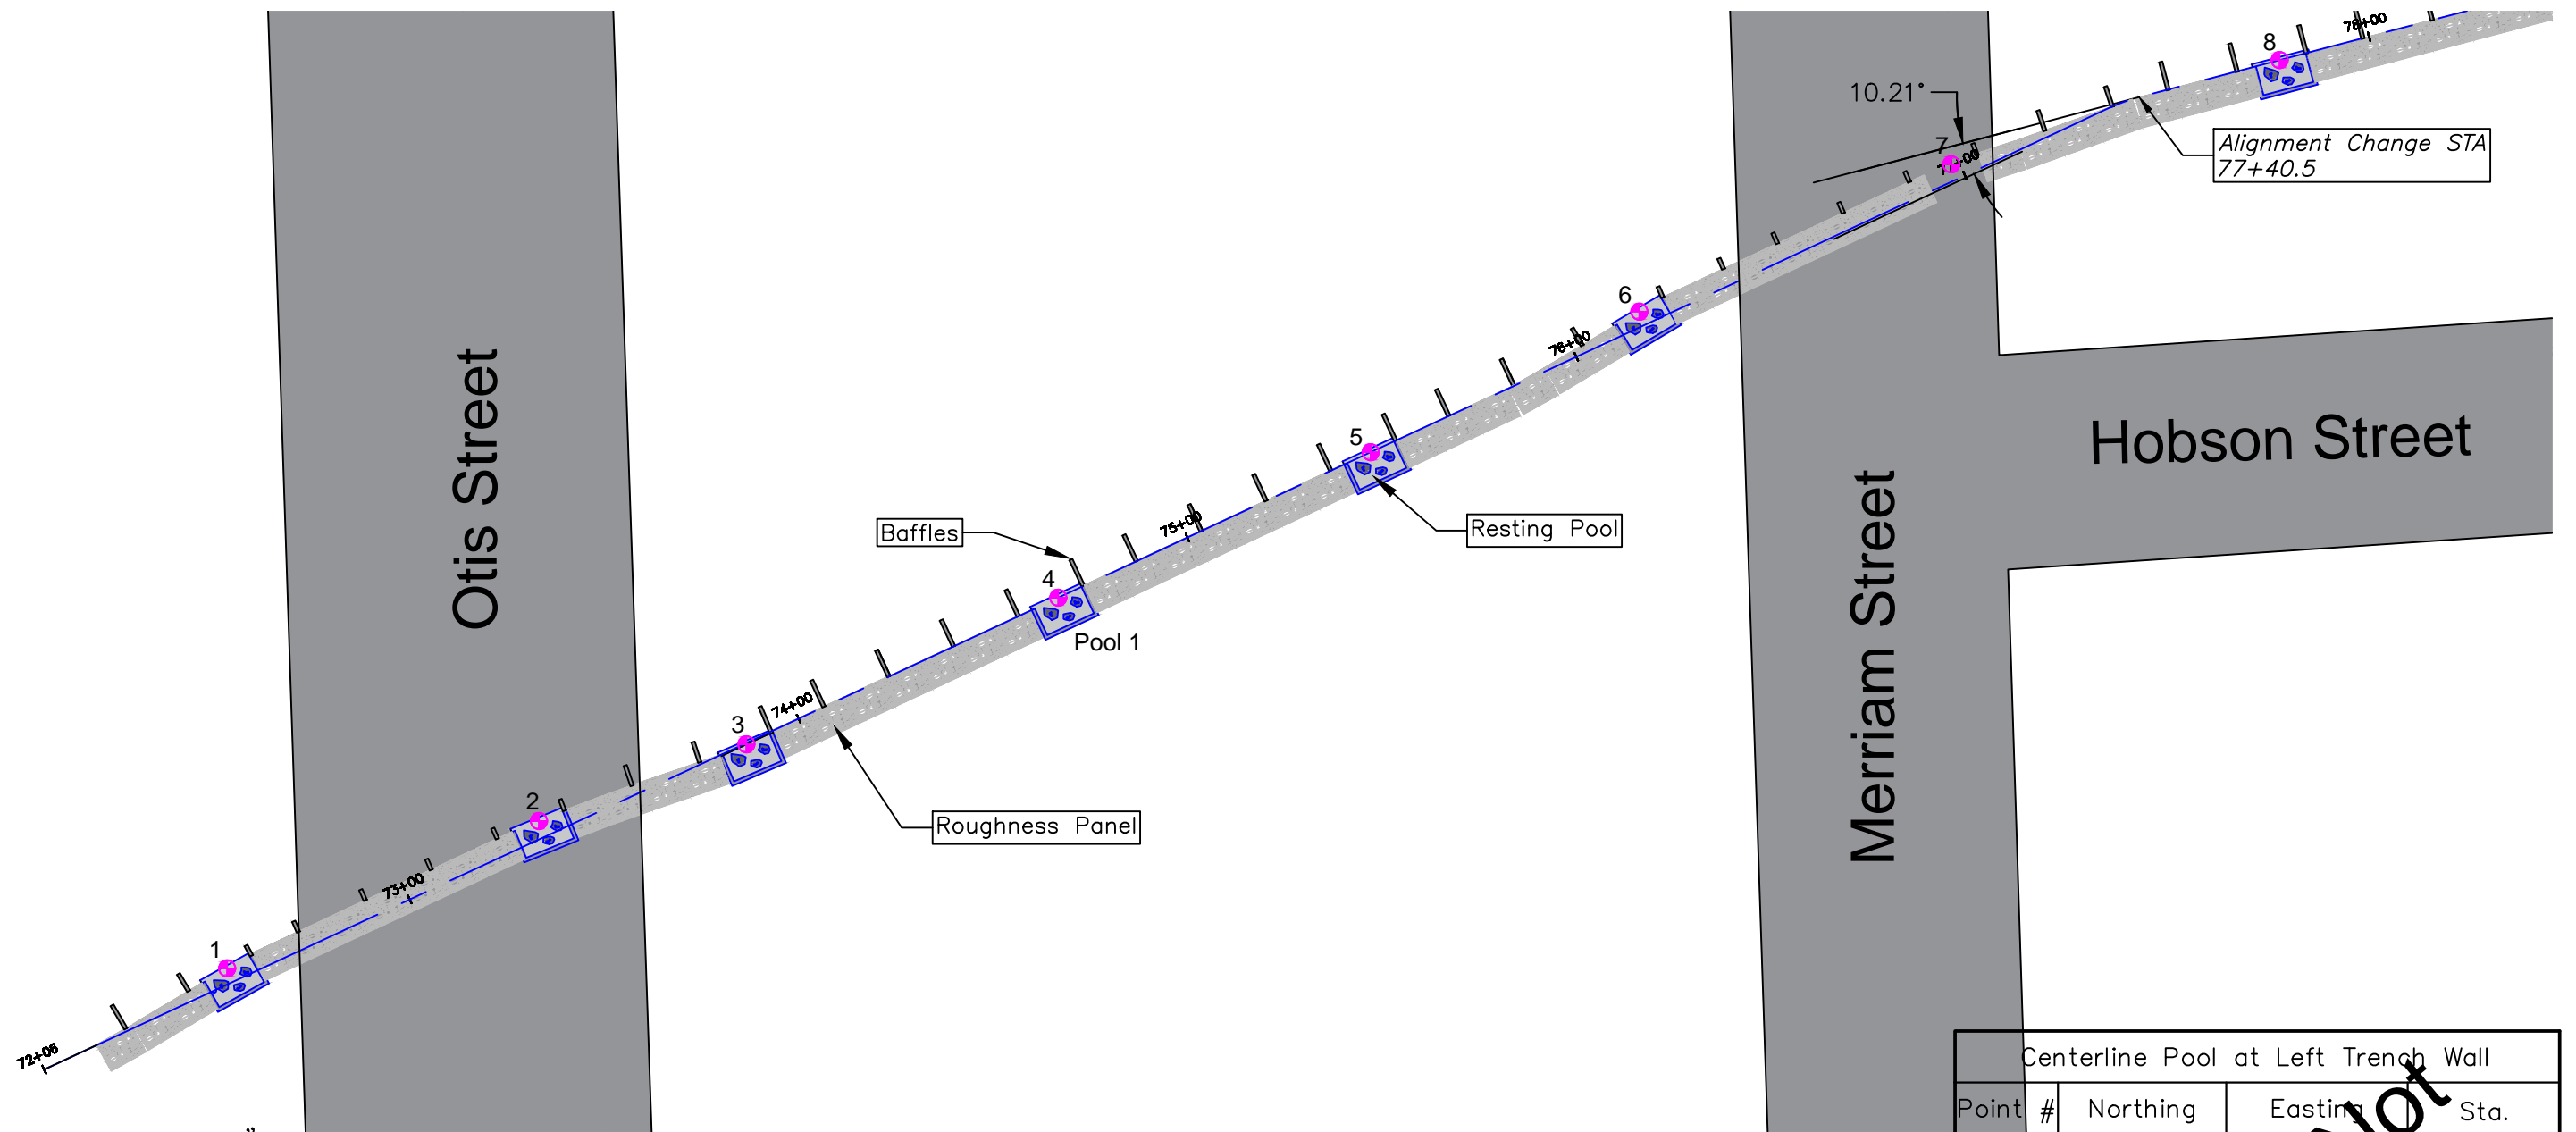 78+00
8
10.21°
7
Alignment Change STA
77+40.5
6
76+00
Otis Street
Hobson Street
5
75+00
Baffles
Resting Pool
4
Pool 1
Merriam Street
74+00
3
Roughness Panel
2
73+00
1
72+06
Centerline Pool at Left Trench Wall
Point # Northing Easting Sta.